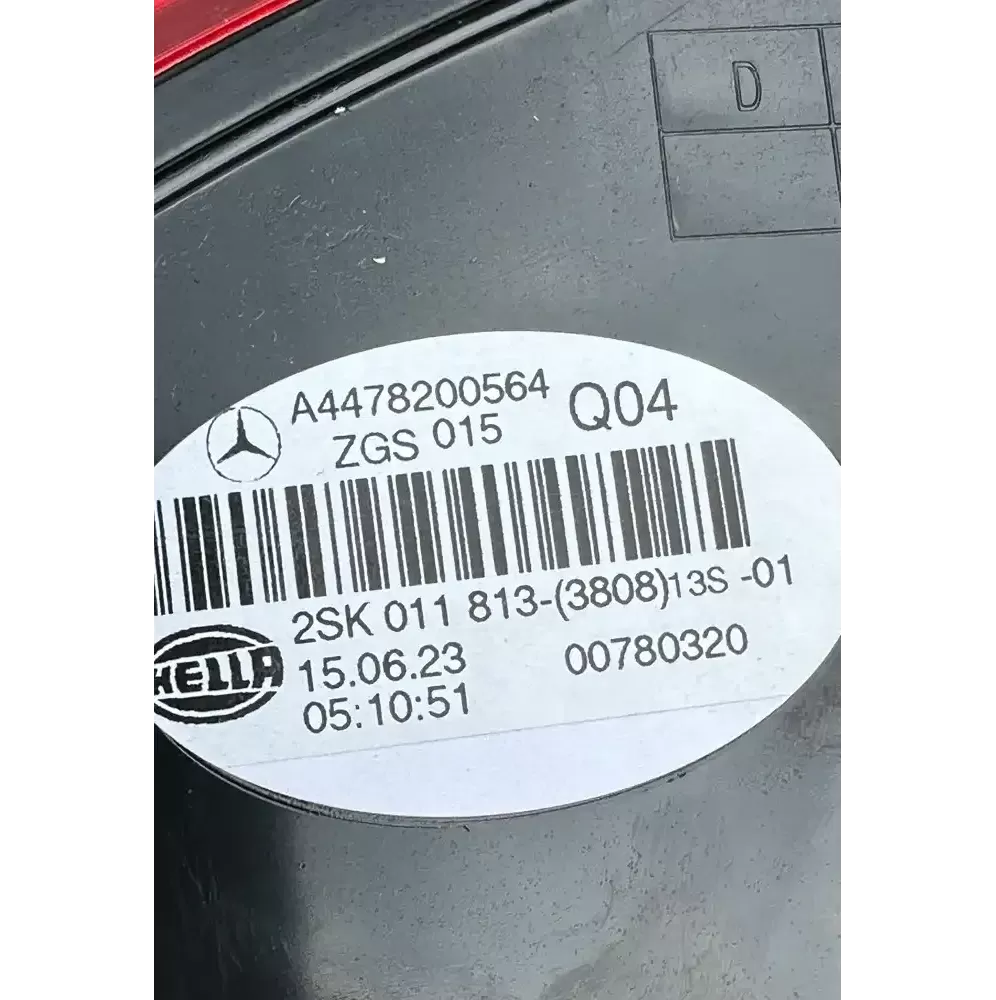 D
A4478200564 Q04
ZGS 015
2SK 011 813-(3808)13S -01
HELLA 15.06.23 00780320
05:10:51